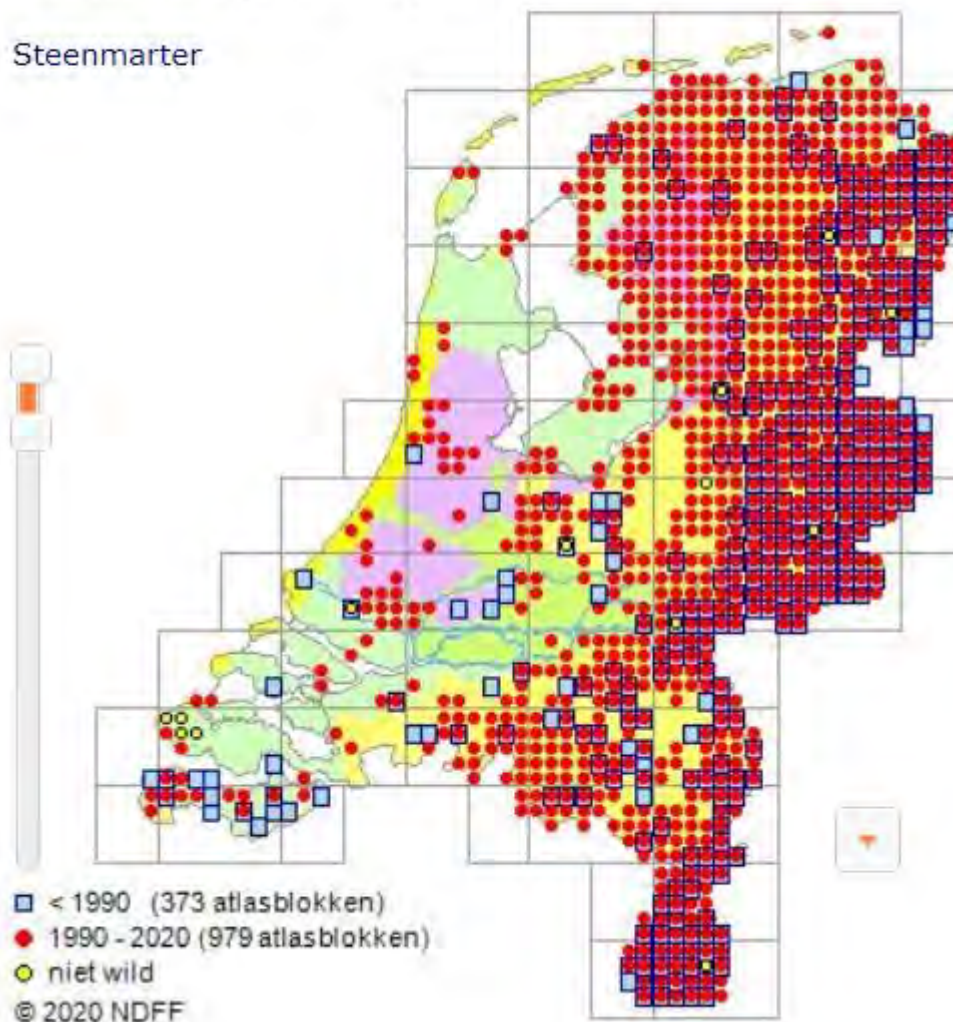 Steenmarter
< 1990 (373 atlasblokken)
1990 - 2020 (979 atlasblokken)
niet wild
© 2020 NDFF